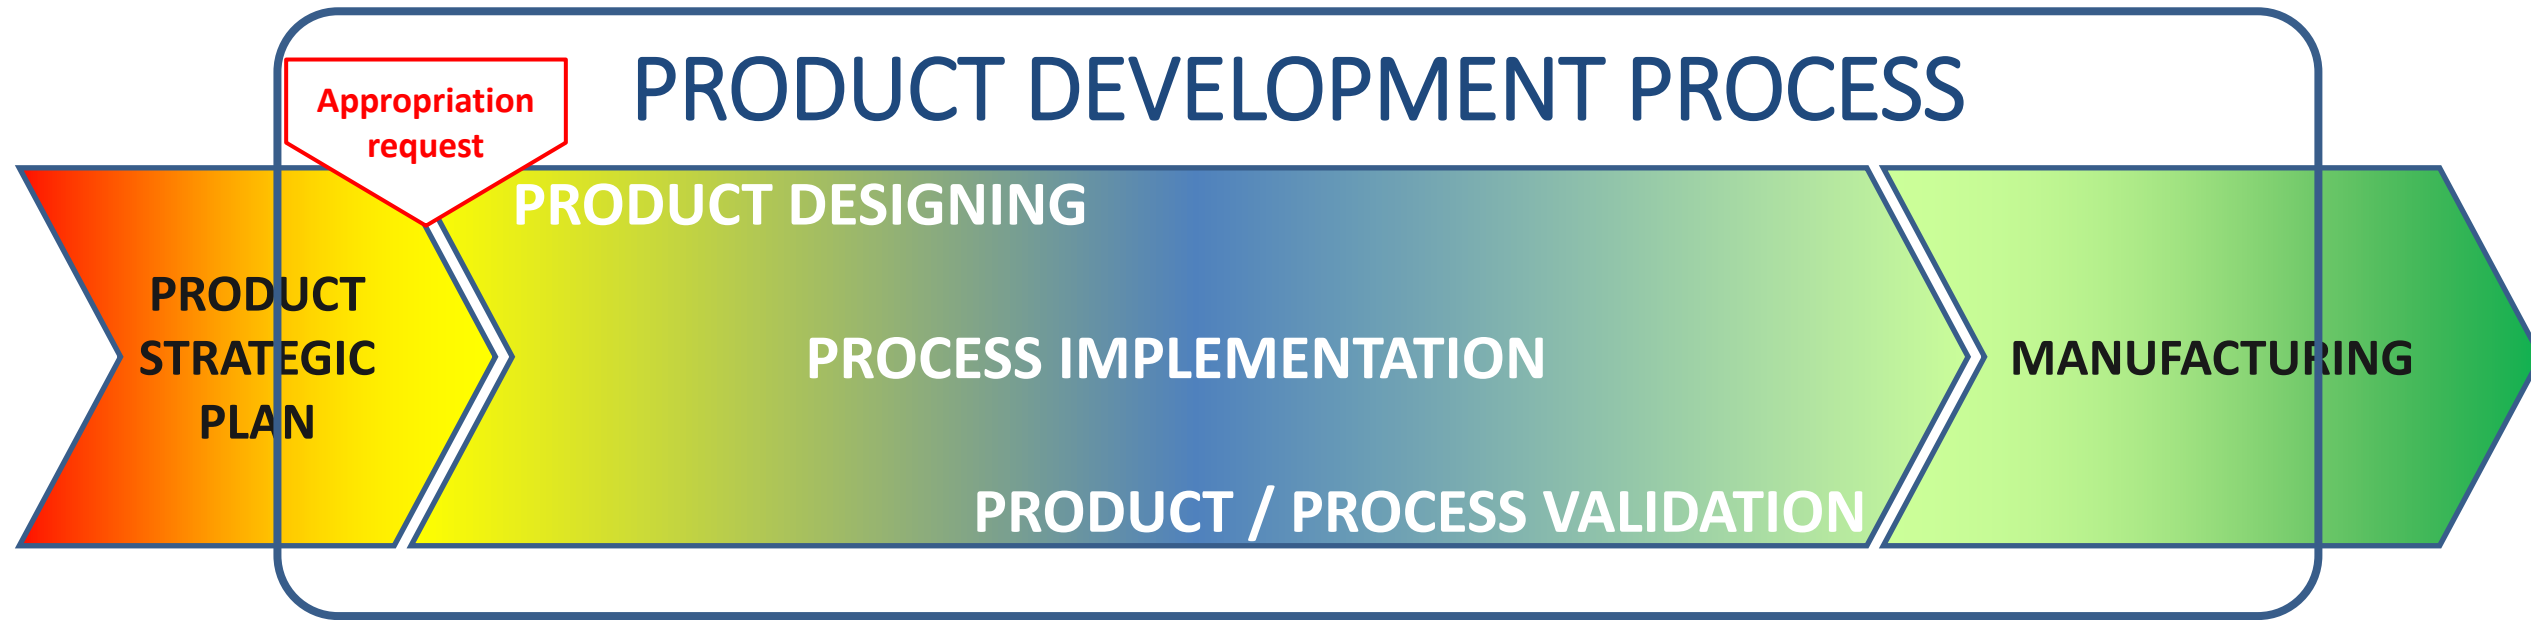 PRODUCT DEVELOPMENT PROCESS
Appropriation
request
PRODUCT
STRATEGIC
PLAN
PRODUCT DESIGNING
PROCESS IMPLEMENTATION
PRODUCT / PROCESS VALIDATION
MANUFACTURING